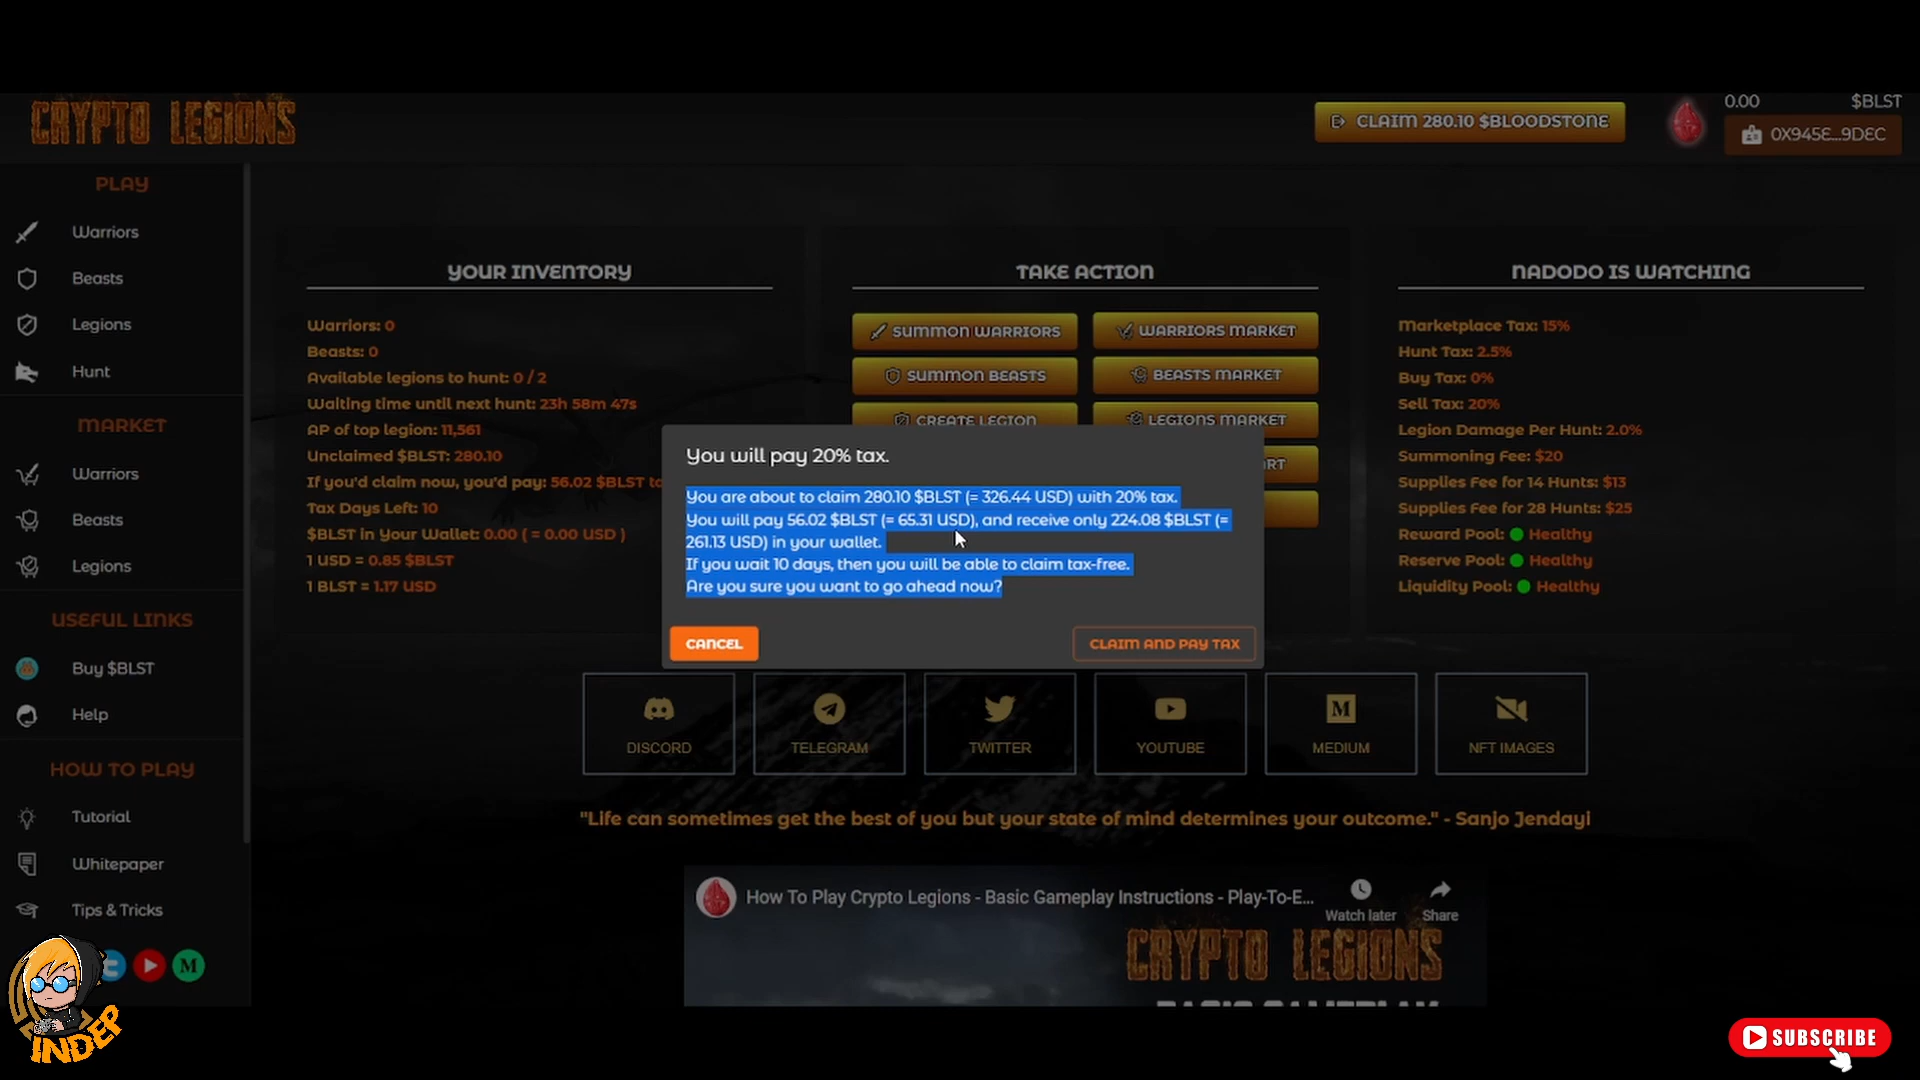 CRYPTO LEGIONS
CLAIM 280.10 $BLOODSTONE
0.00 $BLST
0X945E...9DEC
PLAY
Warriors
Beasts
Legions
Hunt
MARKET
Warriors
Beasts
Legions
USEFUL LINKS
Buy $BLST
Help
HOW TO PLAY
Tutorial
Whitepaper
Tips & Tricks
YOUR INVENTORY
Warriors: 0
Beasts: 0
Available legions to hunt: 0 / 2
Waiting time until next hunt: 23h 58m 47s
AP of top legion: 11,561
Unclaimed $BLST: 280.10
If you'd claim now, you'd pay: 56.02 $BLST
Tax Days Left: 10
$BLST in Your Wallet: 0.00 ( = 0.00 USD )
1 USD = 0.85 $BLST
1 BLST = 1.17 USD
TAKE ACTION
SUMMON WARRIORS
WARRIORS MARKET
SUMMON BEASTS
BEASTS MARKET
CREATE LEGION
LEGIONS MARKET
NADODO IS WATCHING
Marketplace Tax: 15%
Hunt Tax: 2.5%
Buy Tax: 0%
Sell Tax: 20%
Legion Damage Per Hunt: 2.0%
Summoning Fee: $20
Supplies Fee for 14 Hunts: $13
Supplies Fee for 28 Hunts: $25
Reward Pool: Healthy
Reserve Pool: Healthy
Liquidity Pool: Healthy
You will pay 20% tax.
You are about to claim 280.10 $BLST (= 326.44 USD) with 20% tax.
You will pay 56.02 $BLST (= 65.31 USD), and receive only 224.08 $BLST (=
261.13 USD) in your wallet.
If you wait 10 days, then you will be able to claim tax-free.
Are you sure you want to go ahead now?
CANCEL
CLAIM AND PAY TAX
DISCORD
TELEGRAM
TWITTER
YOUTUBE
MEDIUM
NFT IMAGES
"Life can sometimes get the best of you but your state of mind determines your outcome." - Sanjo Jendayi
How To Play Crypto Legions - Basic Gameplay Instructions - Play-To-E...
Watch later
Share
CRYPTO LEGIONS
BASIC GAMEPLAY
INDEP
SUBSCRIBE